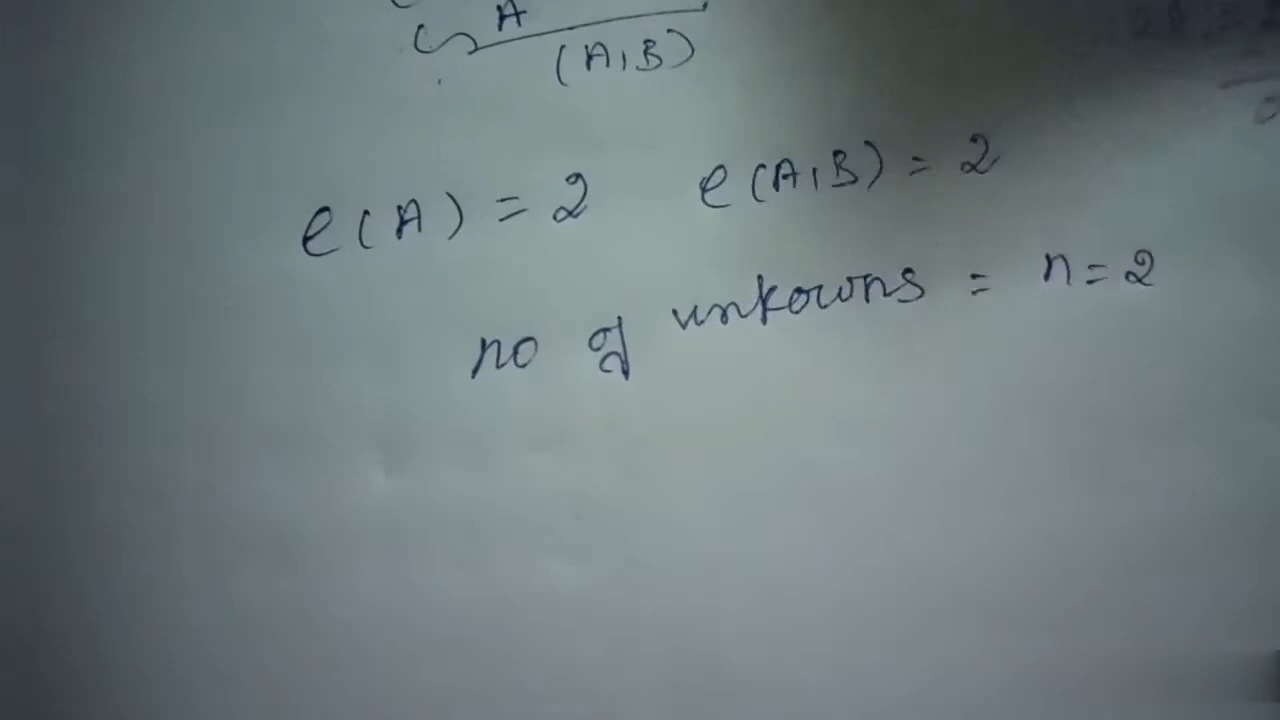 A
(A,B)
e(A) = 2 e(A,B) = 2
no of unkowns = n=2